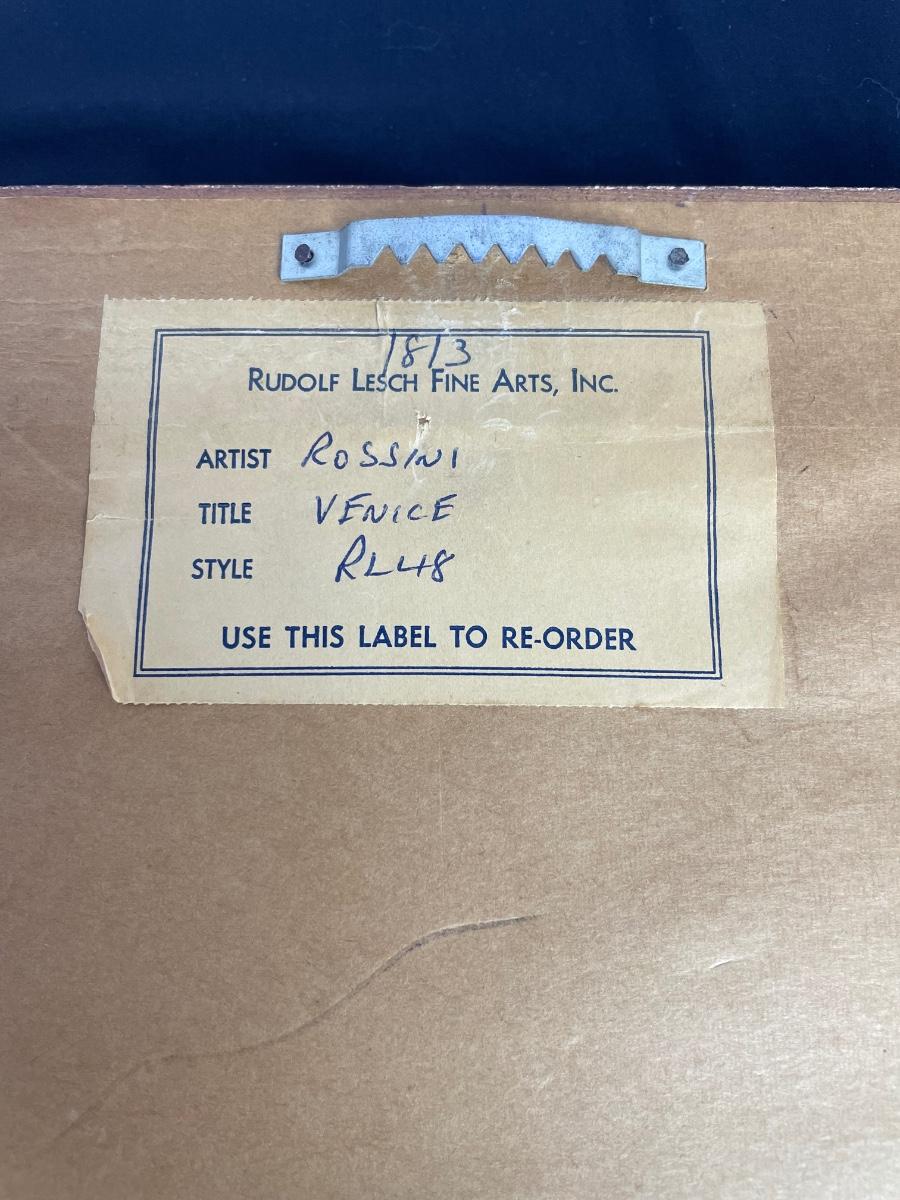 1813
RUDOLF LESCH FINE ARTS, INC.
ARTIST ROSSINI
TITLE VENICE
STYLE RL48
USE THIS LABEL TO RE-ORDER